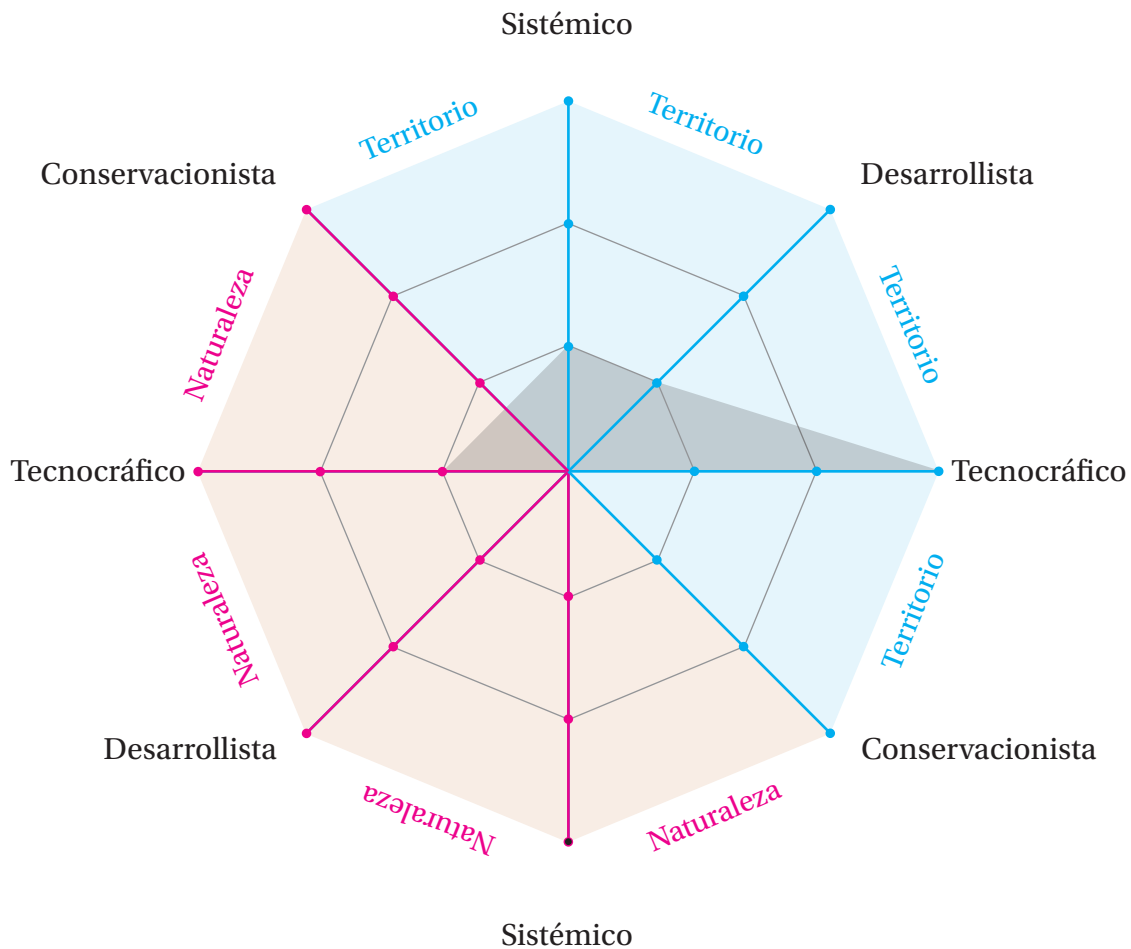 Sistémico
Territorio
Territorio
Conservacionista
Desarrollista
Naturaleza
Territorio
Tecnocráfico
Tecnocráfico
Naturaleza
Territorio
Desarrollista
Conservacionista
Naturaleza
Naturaleza
Sistémico